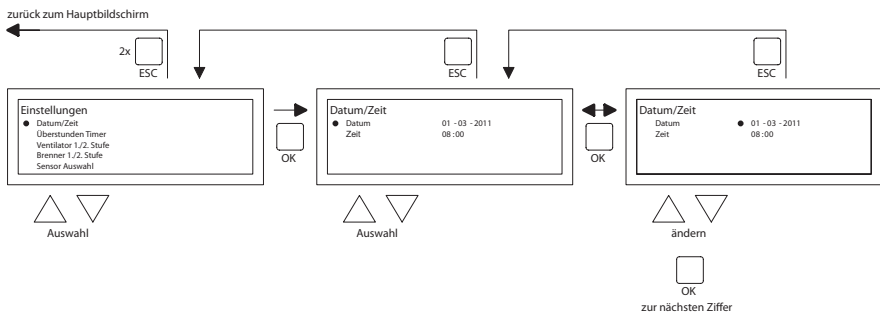 zurück zum Hauptbildschirm
2x
ESC
ESC
ESC
Einstellungen
Datum/Zeit
Überstunden Timer
Ventilator 1./2. Stufe
Brenner 1./2. Stufe
Sensor Auswahl
OK
Datum/Zeit
Datum 01 - 03 - 2011
Zeit 08 : 00
OK
Datum/Zeit
Datum 01 - 03 - 2011
Zeit 08 : 00
Auswahl
Auswahl
ändern
OK
zur nächsten Ziffer